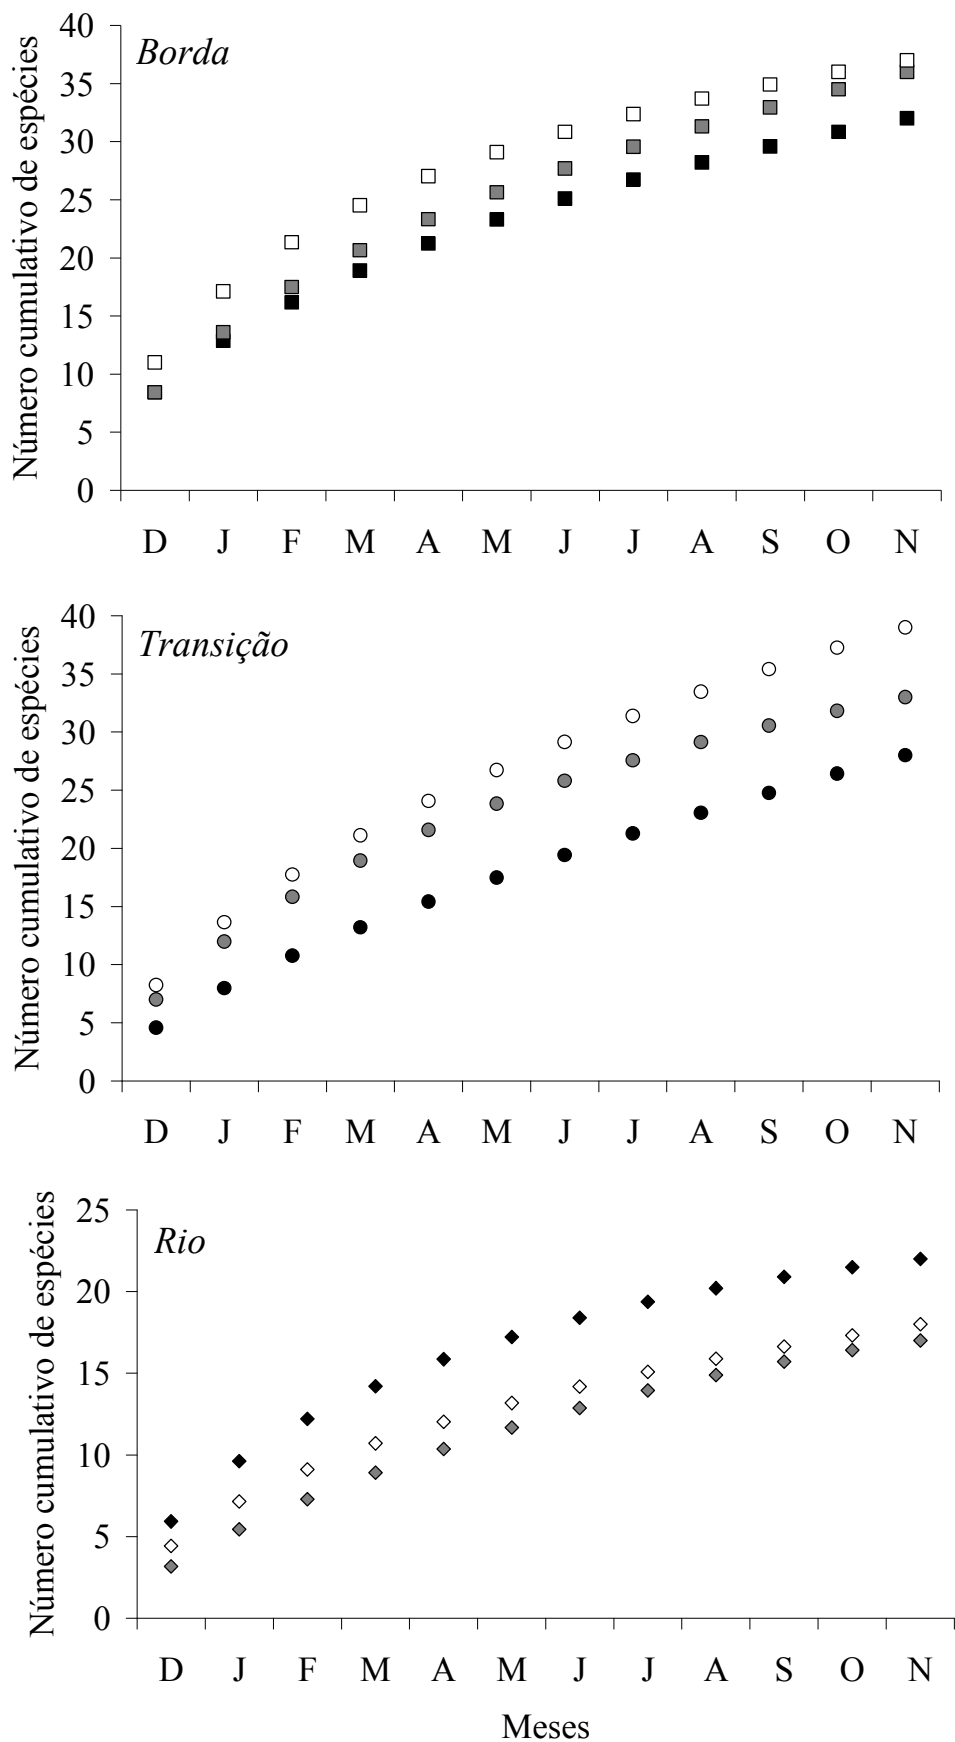 Borda
Número cumulativo de espécies
40
35
30
25
20
15
10
5
0
D J F M A M J J A S O N
Transição
Número cumulativo de espécies
40
35
30
25
20
15
10
5
0
D J F M A M J J A S O N
Rio
Número cumulativo de espécies
25
20
15
10
5
0
D J F M A M J J A S O N
Meses